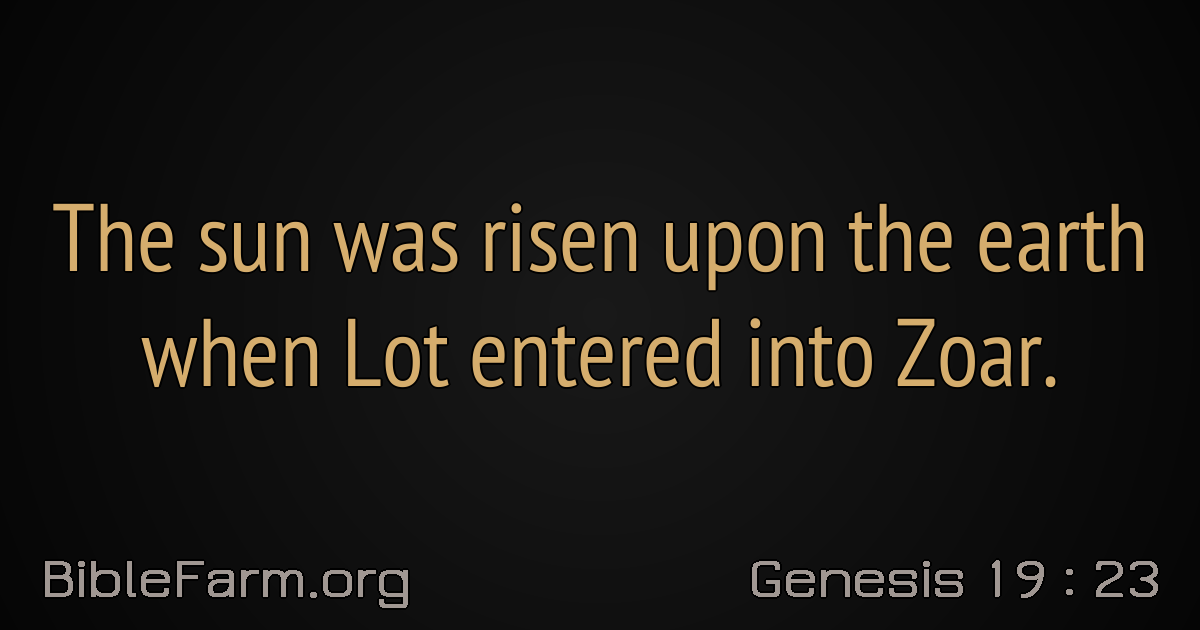 The sun was risen upon the earth
when Lot entered into Zoar.
BibleFarm.org
Genesis 19 : 23